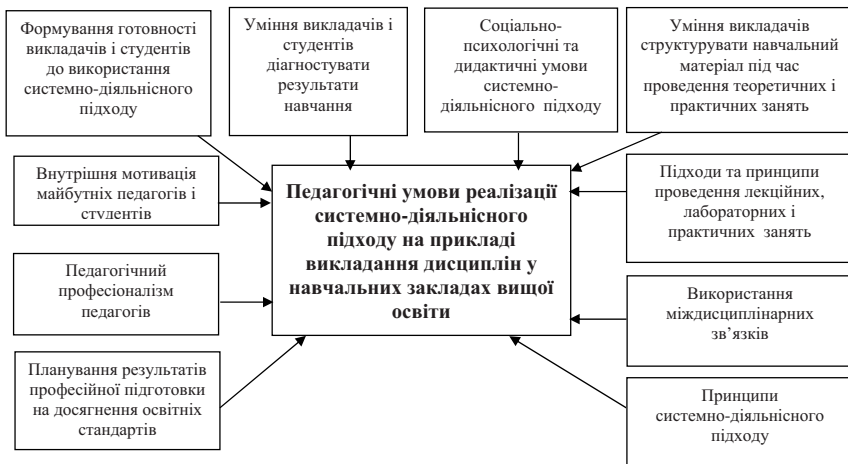 Формування готовності
викладачів і студентів
до використання
системно-діяльнісного
підходу
Уміння викладачів і
студентів
діагностувати
результати
навчання
Соціально-
психологічні та
дидактичні умови
системно-
діяльнісного підходу
Уміння викладачів
структурувати навчальний
матеріал під час
проведення теоретичних і
практичних занять
Внутрішня мотивація
майбутніх педагогів і
студентів
Педагогічні умови реалізації
системно-діяльнісного
підходу на прикладі
викладання дисциплін у
навчальних закладах вищої
освіти
Підходи та принципи
проведення лекційних,
лабораторних і
практичних занять
Педагогічний
професіоналізм
педагогів
Використання
міждисциплінарних
зв’язків
Планування результатів
професійної підготовки
на досягнення освітніх
стандартів
Принципи
системно-діяльнісного
підходу